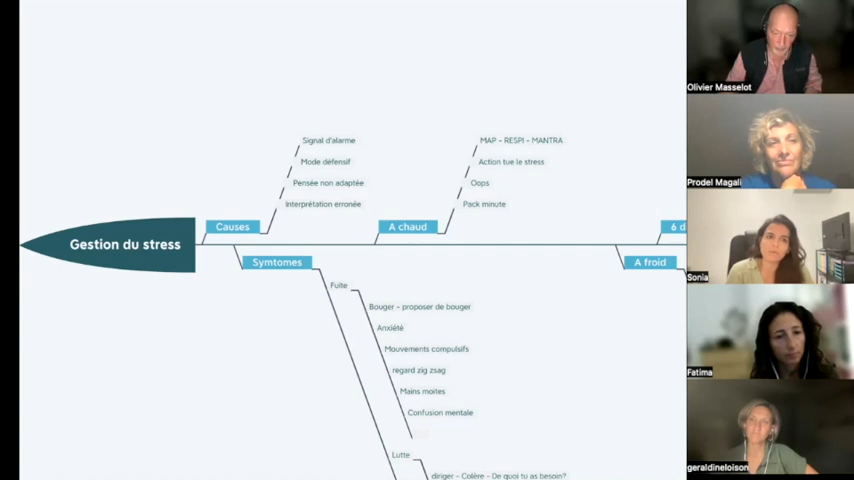 Signal d'alarme
Mode défensif
Pensée non adaptée
Interprétation erronée
MAP - RESPI - MANTRA
Action tue le stress
Oops
Pack minute
Causes
A chaud
6 d
Gestion du stress
Symtomes
A froid
Fuite
Bouger - proposer de bouger
Anxiété
Mouvements compulsifs
regard zig zsag
Mains moites
Confusion mentale
Lutte
diriger - Colère - De quoi tu as besoin?
Olivier Masselot
Prodel Magali
Sonia
Fatima
geraldineloison